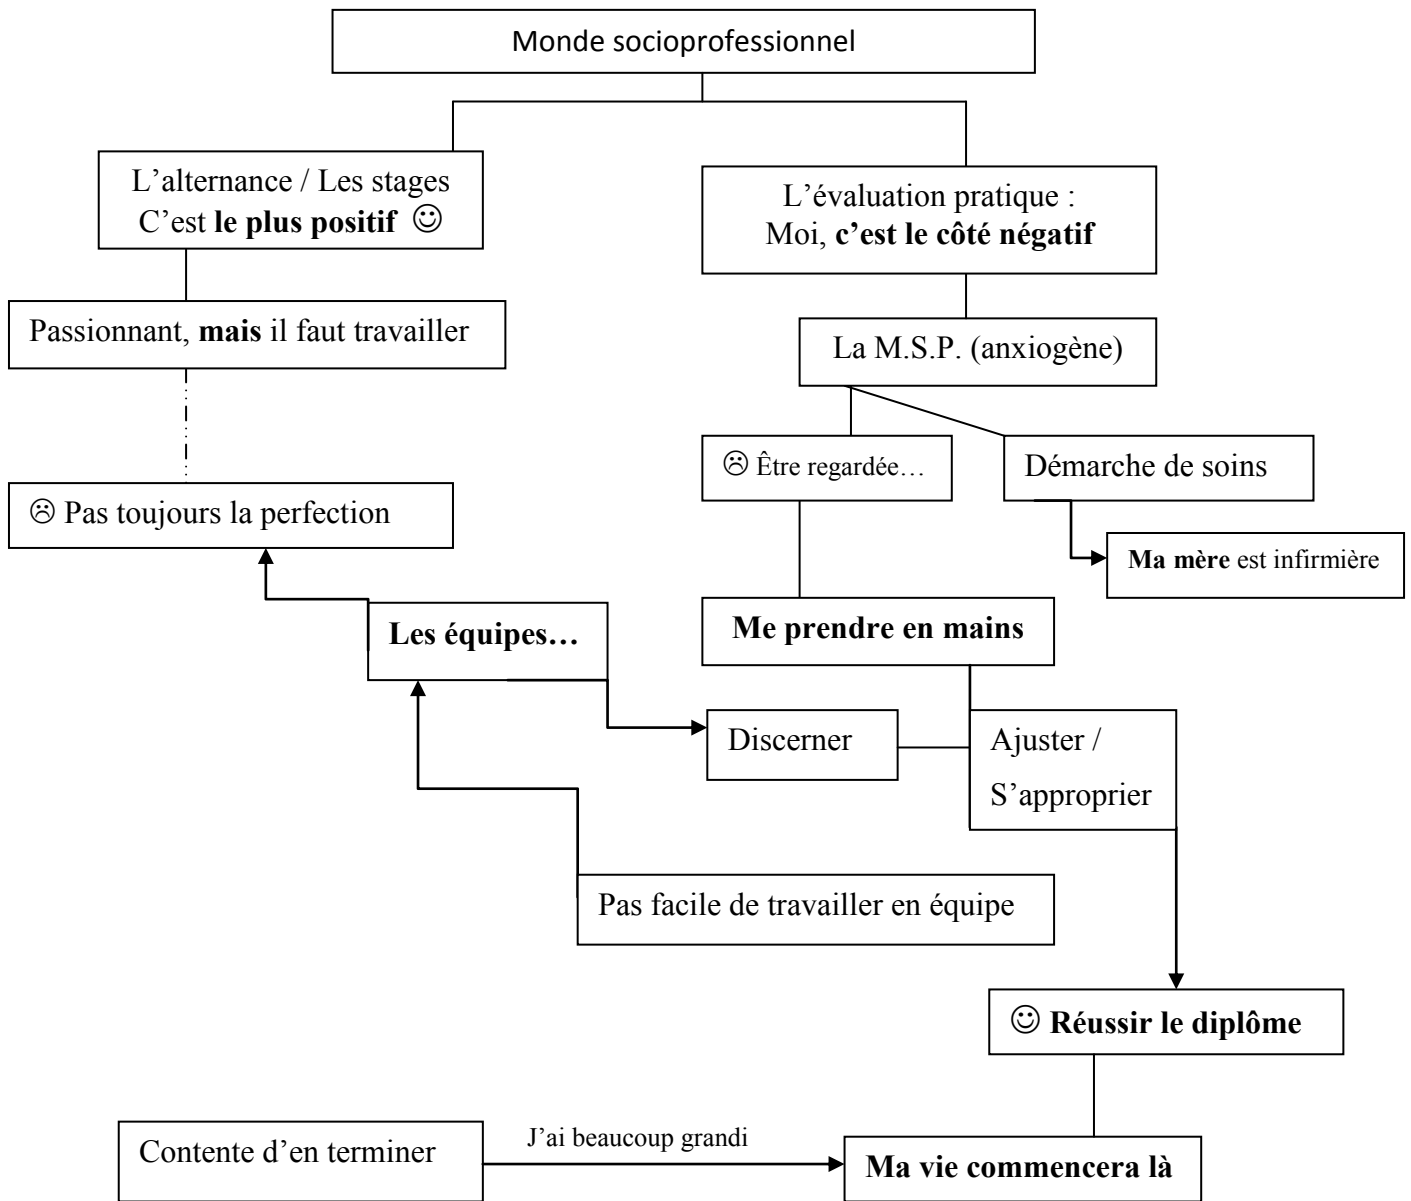 Monde socioprofessionnel
L’alternance / Les stages
C’est le plus positif ☺
L’évaluation pratique :
Moi, c’est le côté négatif
Passionnant, mais il faut travailler
La M.S.P. (anxiogène)
☹ Être regardée…
Démarche de soins
☹ Pas toujours la perfection
Ma mère est infirmière
Les équipes…
Me prendre en mains
Discerner
Ajuster /
S’approprier
Pas facile de travailler en équipe
☺ Réussir le diplôme
Contente d’en terminer
J’ai beaucoup grandi
Ma vie commencera là